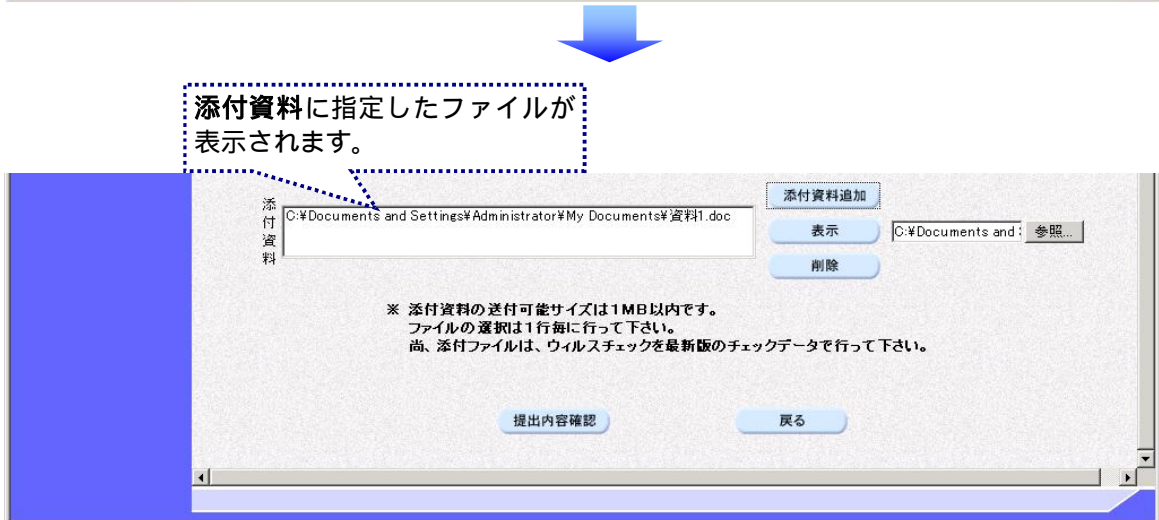 添付資料に指定したファイルが
表示されます。
添付資料追加
添付資料
C:¥Documents and Settings¥Administrator¥My Documents¥資料1.doc
表示
C:¥Documents and
参照...
削除
※ 添付資料の送付可能サイズは1MB以内です。
ファイルの選択は1行毎に行って下さい。
尚、添付ファイルは、ウィルスチェックを最新版のチェックデータで行って下さい。
提出内容確認
戻る